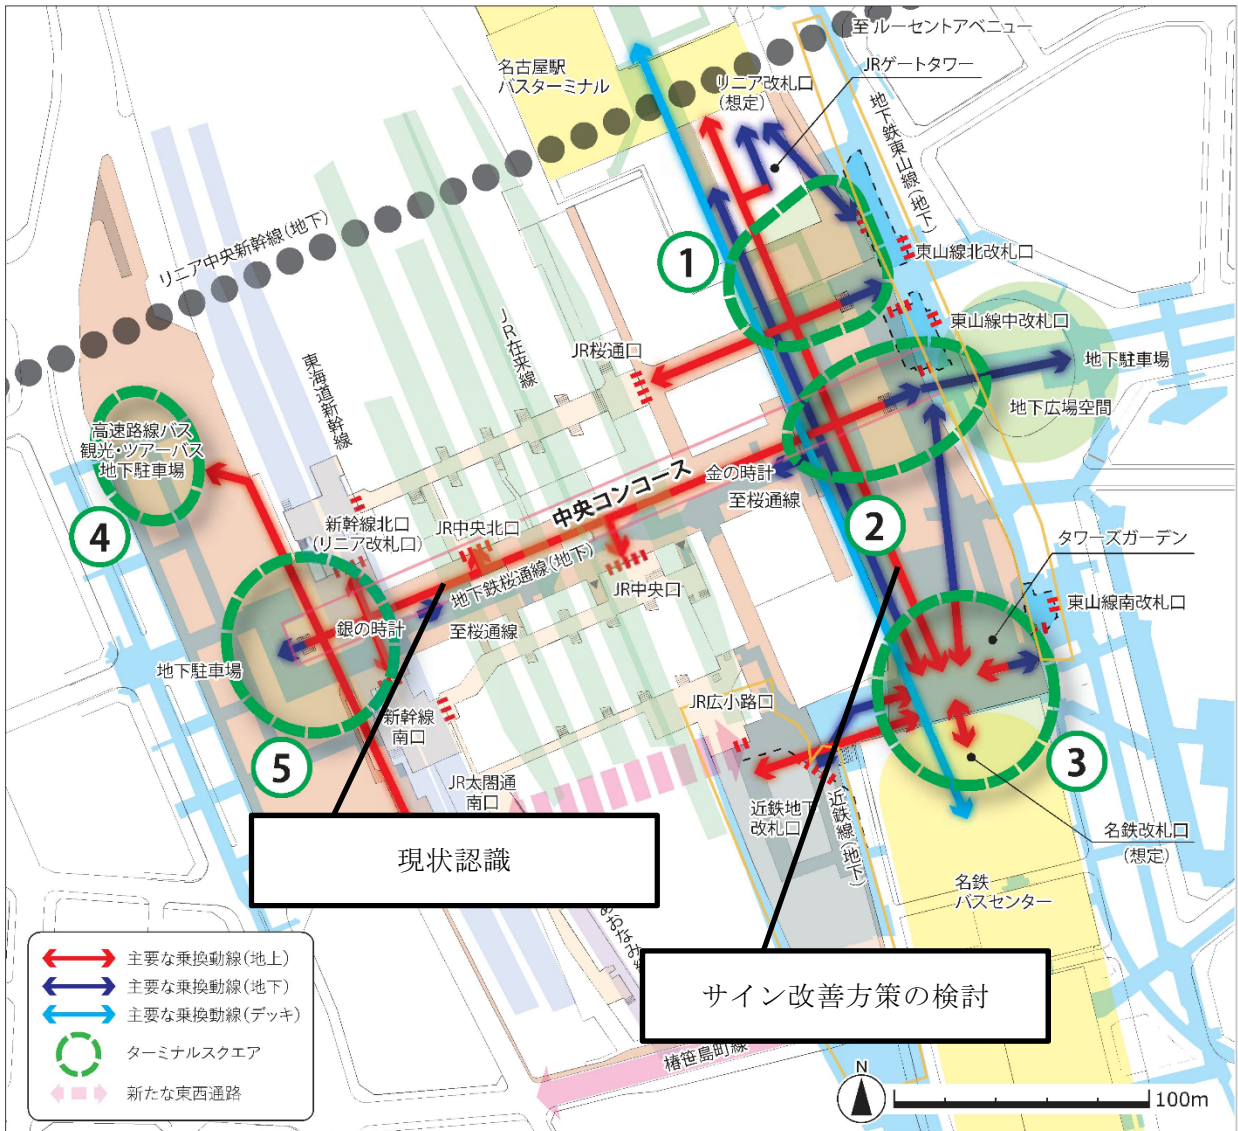 至 ルーセントアベニュー
名古屋駅
バスターミナル
JRゲートタワー
リニア改札口
(想定)
地下鉄東山線(地下)
リニア中央新幹線(地下)
1
東山線北改札口
東山線中改札口
JR在来線
JR桜通口
東海道新幹線
地下駐車場
地下広場空間
高速路線バス
観光・ツアーバス
地下駐車場
4
金の時計
中央コンコース
至桜通線
2
新幹線北口
(リニア改札口)
JR中央北口
地下鉄桜通線(地下)
JR中央口
タワーズガーデン
東山線南改札口
銀の時計
至桜通線
地下駐車場
新幹線
南口
JR広小路口
5
3
JR太閤通
南口
近鉄地下
改札口
近鉄線(地下)
名鉄改札口
(想定)
現状認識
名鉄
バスセンター
おなみ
サイン改善方策の検討
主要な乗換動線(地上)
主要な乗換動線(地下)
主要な乗換動線(デッキ)
ターミナルスクエア
新たな東西通路
椿笹島町線
N
100m